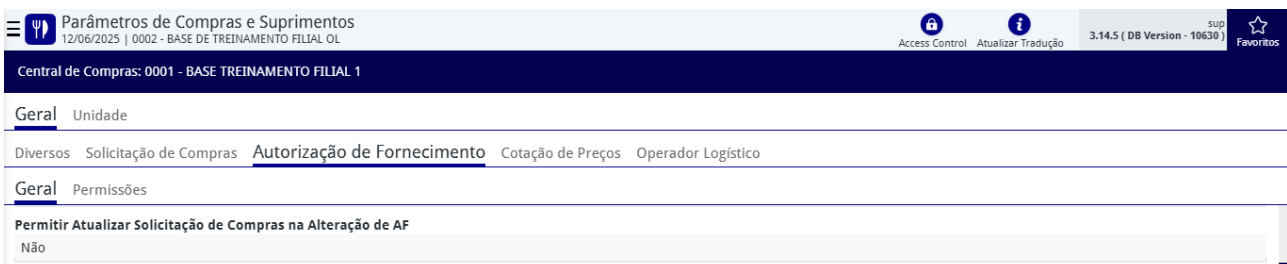 Parâmetros de Compras e Suprimentos
12/06/2025 | 0002 - BASE DE TREINAMENTO FILIAL OL
Access Control
Atualizar Tradução
sup
3.14.5 ( DB Version - 10630 )
Favoritos
Central de Compras: 0001 - BASE TREINAMENTO FILIAL 1
Geral Unidade
Diversos Solicitação de Compras Autorização de Fornecimento Cotação de Preços Operador Logístico
Geral Permissões
Permitir Atualizar Solicitação de Compras na Alteração de AF
Não